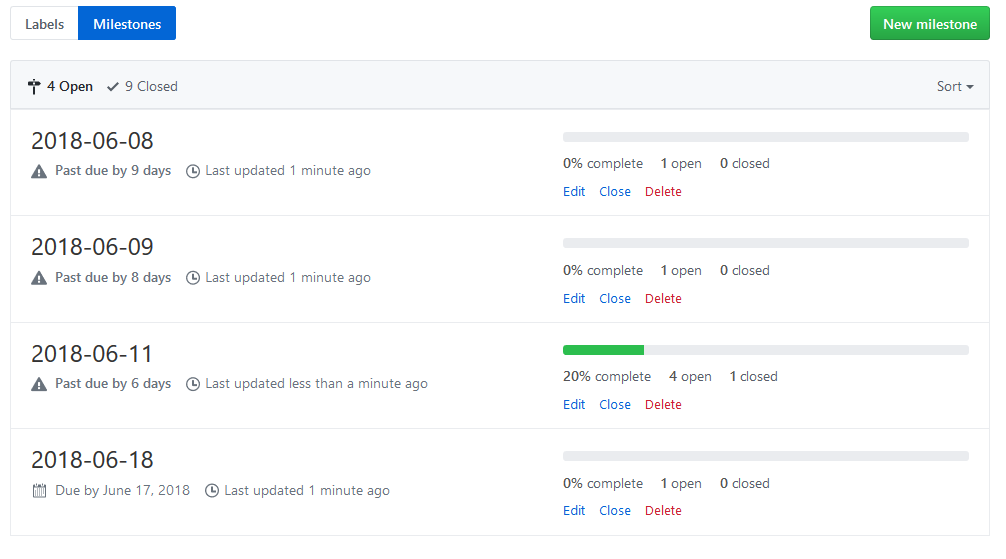 Labels Milestones New milestone
4 Open 9 Closed Sort
2018-06-08
Past due by 9 days Last updated 1 minute ago
0% complete 1 open 0 closed
Edit Close Delete
2018-06-09
Past due by 8 days Last updated 1 minute ago
0% complete 1 open 0 closed
Edit Close Delete
2018-06-11
Past due by 6 days Last updated less than a minute ago
20% complete 4 open 1 closed
Edit Close Delete
2018-06-18
Due by June 17, 2018 Last updated 1 minute ago
0% complete 1 open 0 closed
Edit Close Delete